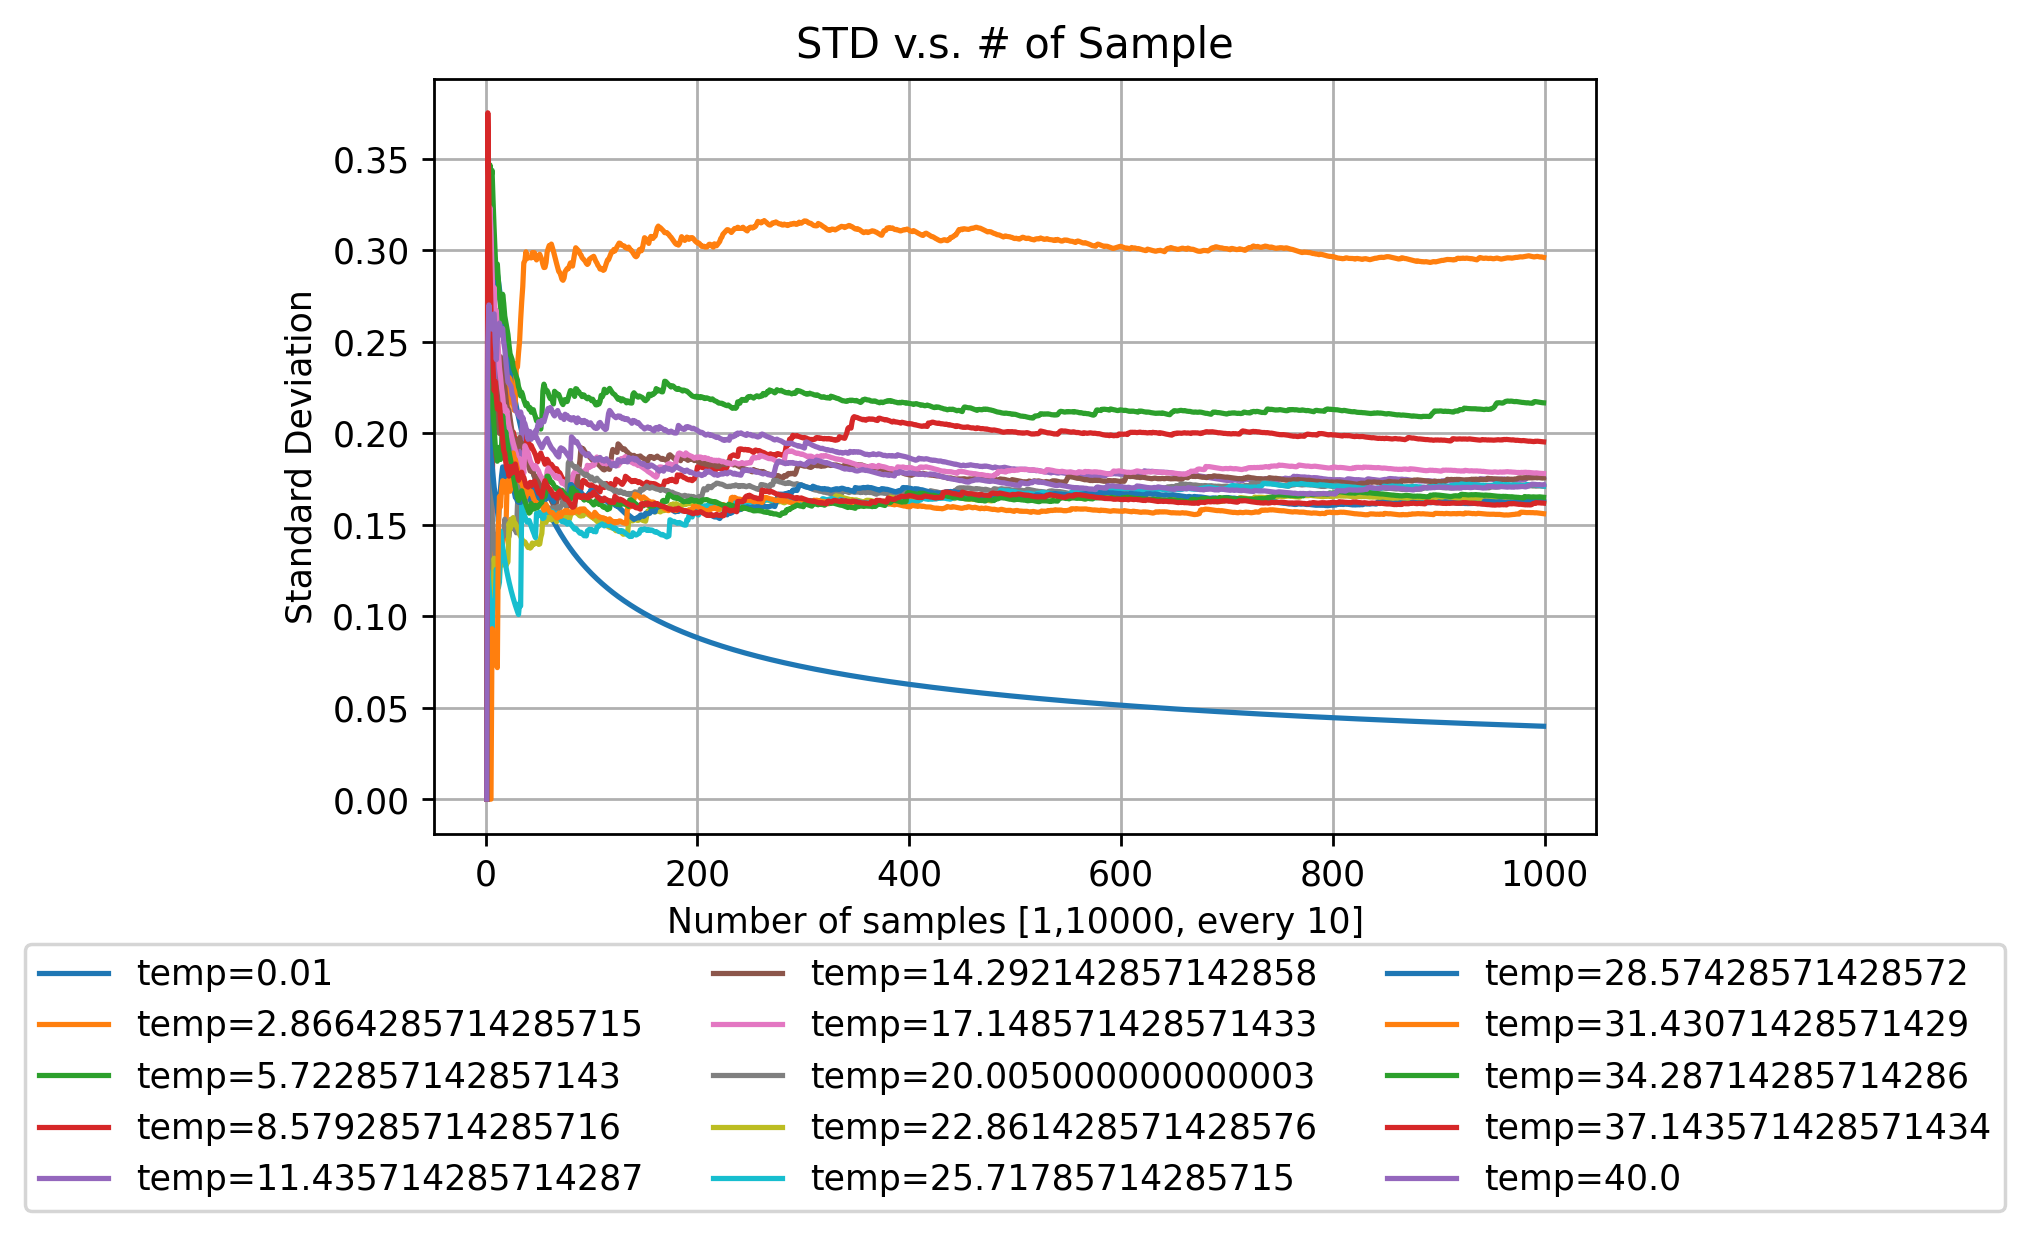 STD v.s. # of Sample
0.35
0.30
0.25
0.20
0.15
0.10
0.05
0.00
Standard Deviation
0 200 400 600 800 1000
Number of samples [1,10000, every 10]
temp=0.01
temp=2.8664285714285715
temp=5.722857142857143
temp=8.579285714285716
temp=11.435714285714287
temp=14.292142857142858
temp=17.148571428571433
temp=20.005000000000003
temp=22.861428571428576
temp=25.71785714285715
temp=28.57428571428572
temp=31.43071428571429
temp=34.28714285714286
temp=37.143571428571434
temp=40.0